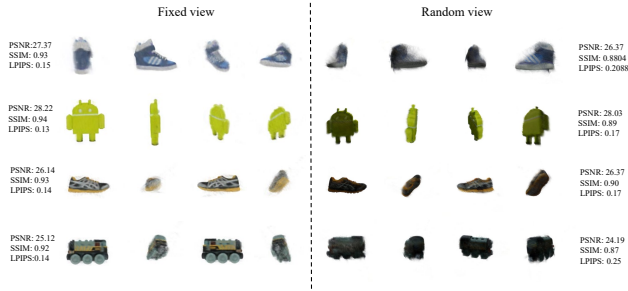 Fixed view
Random view
PSNR:27.37
SSIM: 0.93
LPIPS: 0.15
PSNR: 26.37
SSIM: 0.8804
LPIPS: 0.2088
PSNR: 28.22
SSIM: 0.94
LPIPS: 0.13
PSNR: 28.03
SSIM: 0.89
LPIPS: 0.17
PSNR: 26.14
SSIM: 0.93
LPIPS: 0.14
PSNR: 26.37
SSIM: 0.90
LPIPS: 0.17
PSNR: 25.12
SSIM: 0.92
LPIPS:0.14
PSNR: 24.19
SSIM: 0.87
LPIPS: 0.25